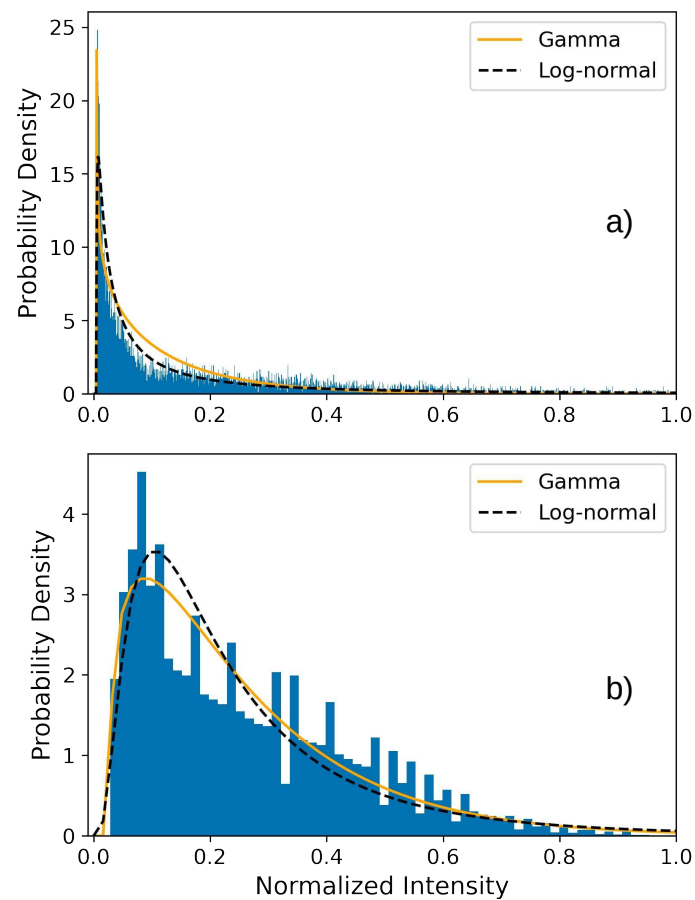 25
20
15
10
5
0
Probability Density
Gamma
Log-normal
a)
0.0 0.2 0.4 0.6 0.8 1.0
4
3
2
1
0
Probability Density
Gamma
Log-normal
b)
0.0 0.2 0.4 0.6 0.8 1.0
Normalized Intensity